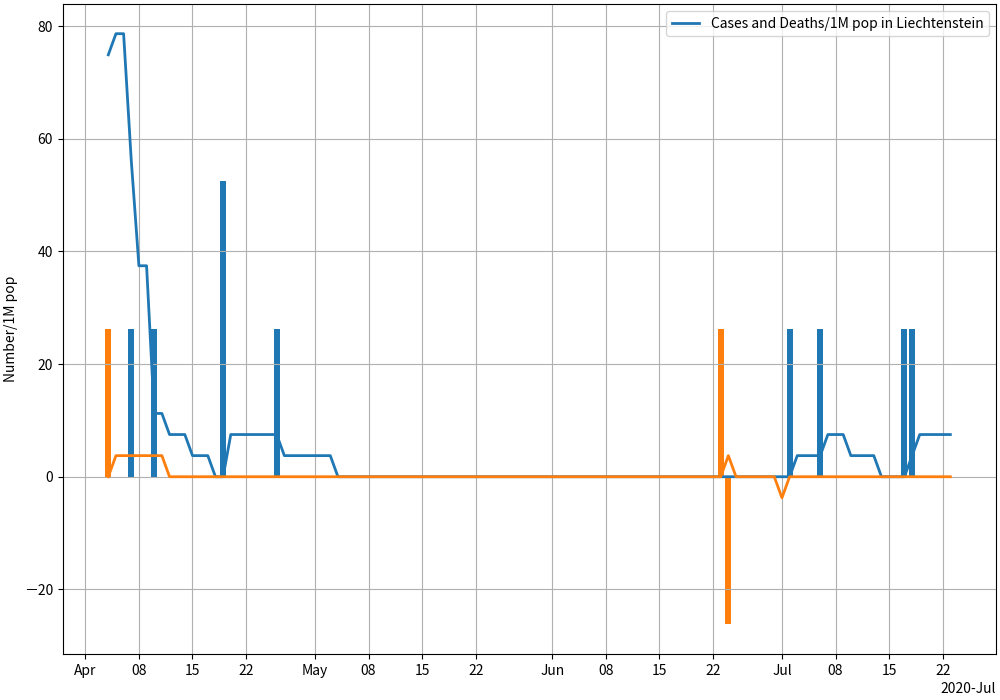 Cases and Deaths/1M pop in Liechtenstein
80
60
40
20
0
−20
Number/1M pop
Apr 08 15 22 May 08 15 22 Jun 08 15 22 Jul 08 15 22
2020-Jul